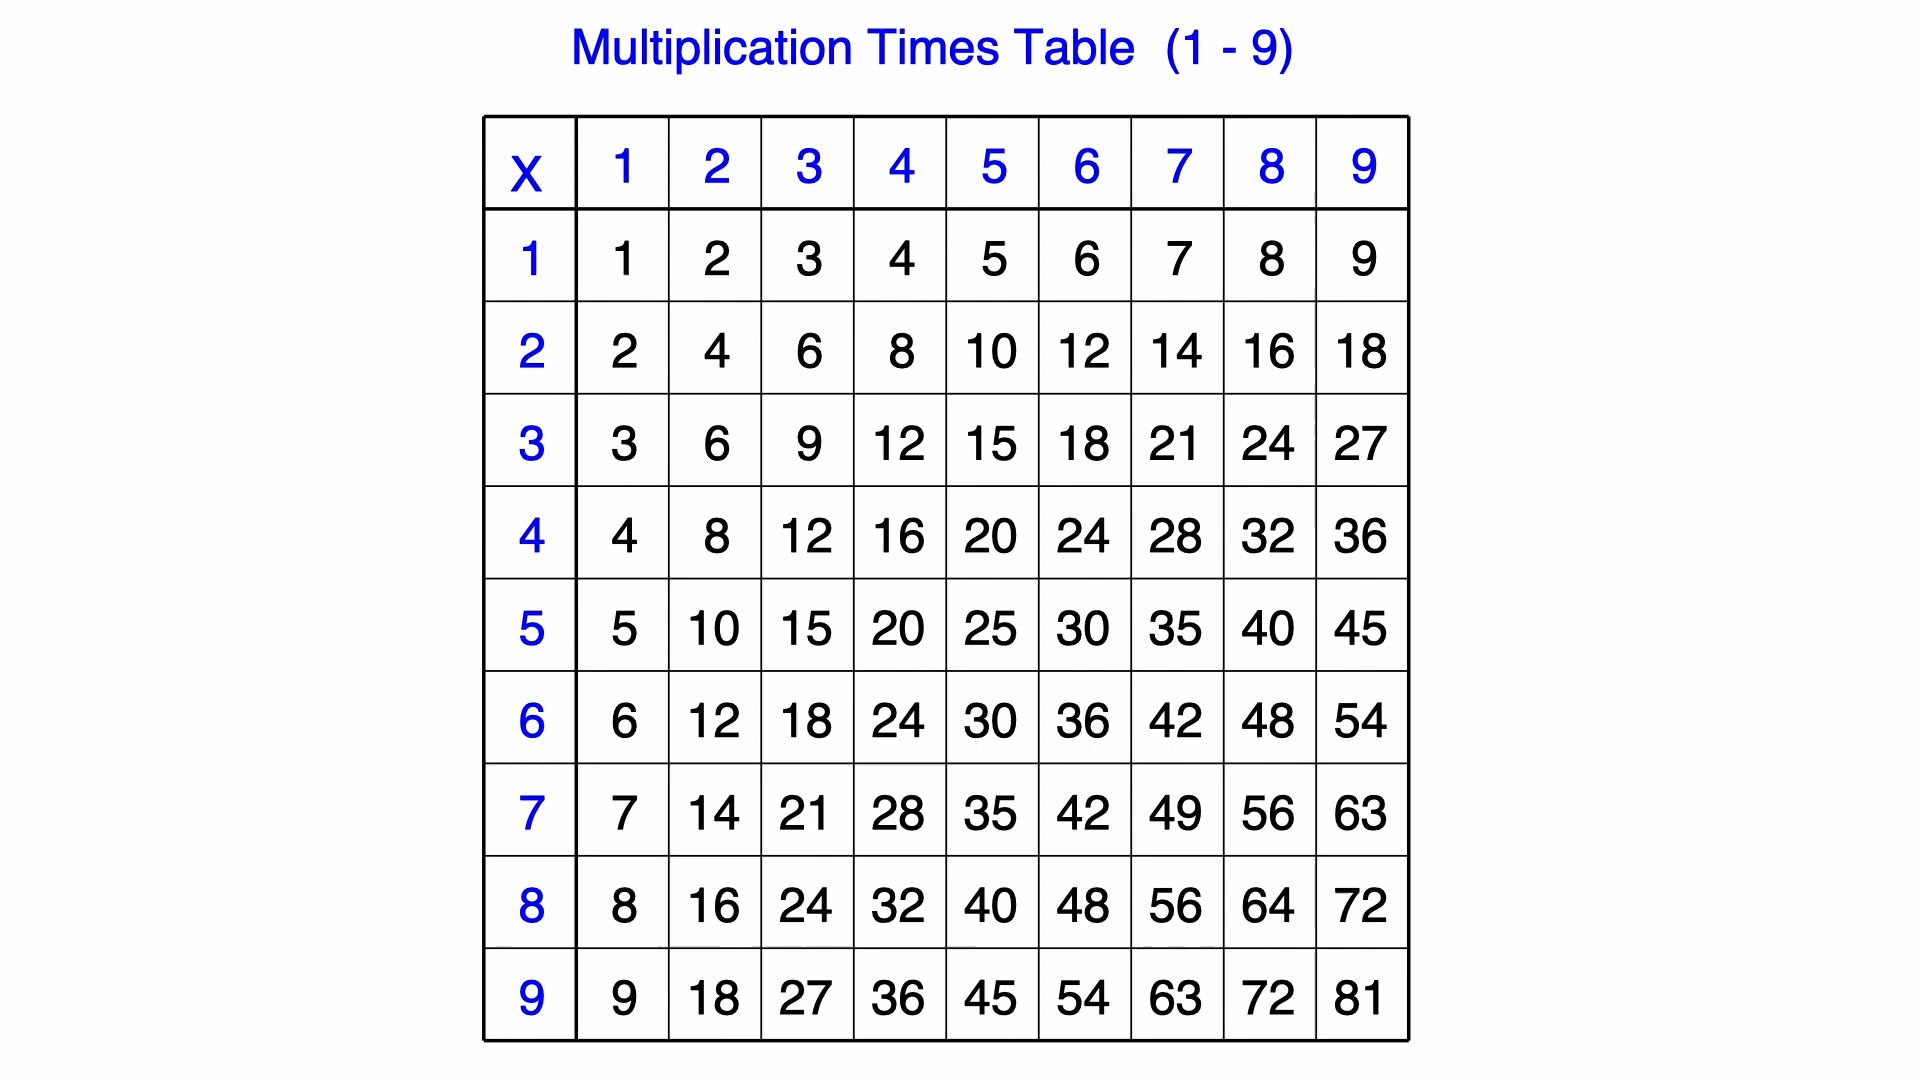 Multiplication Times Table (1 - 9)
X 1 2 3 4 5 6 7 8 9
1 1 2 3 4 5 6 7 8 9
2 2 4 6 8 10 12 14 16 18
3 3 6 9 12 15 18 21 24 27
4 4 8 12 16 20 24 28 32 36
5 5 10 15 20 25 30 35 40 45
6 6 12 18 24 30 36 42 48 54
7 7 14 21 28 35 42 49 56 63
8 8 16 24 32 40 48 56 64 72
9 9 18 27 36 45 54 63 72 81